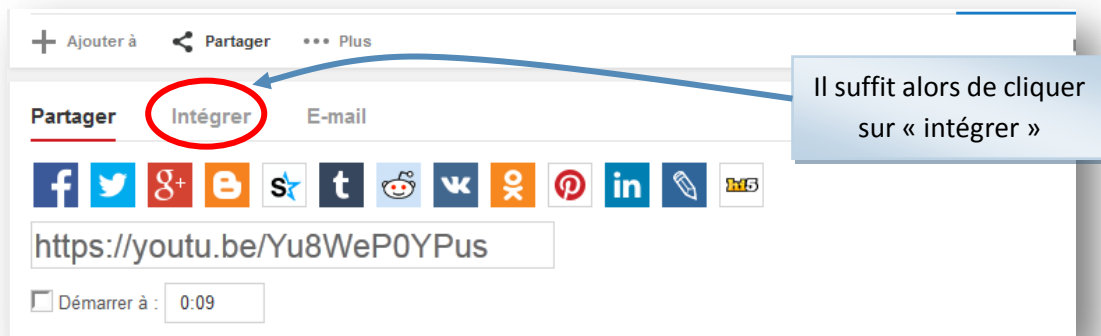 Ajouter à Partager Plus
Il suffit alors de cliquer
sur « intégrer »
Partager Intégrer E-mail
https://youtu.be/Yu8WeP0YPus
Démarrer à : 0:09